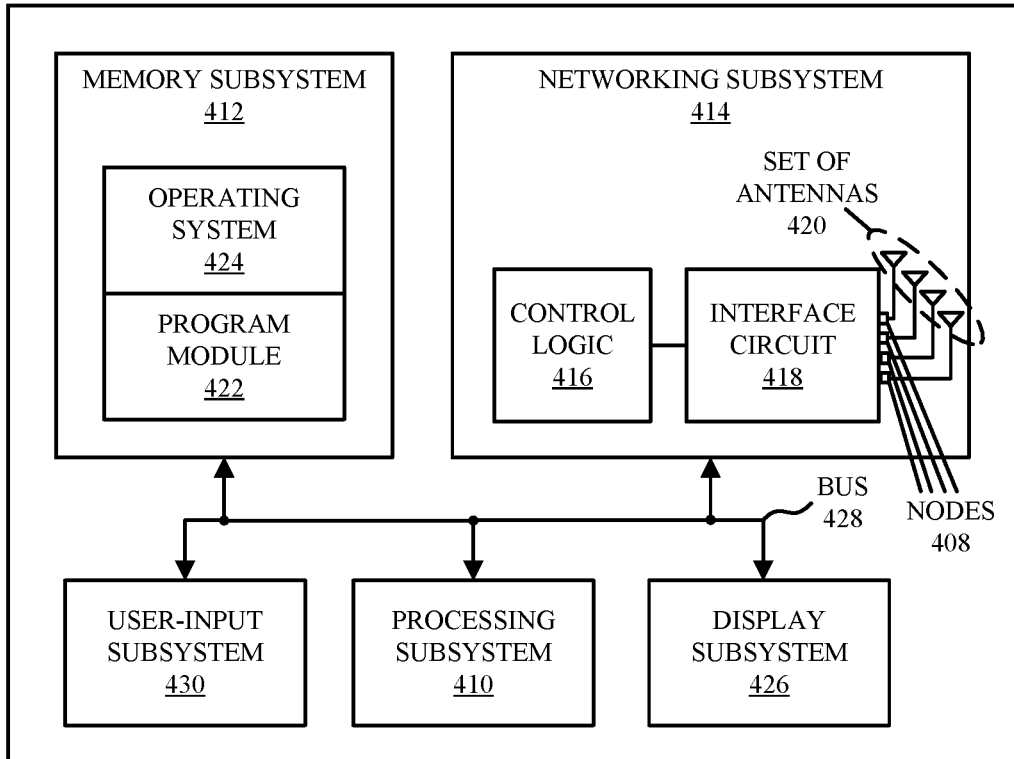 MEMORY SUBSYSTEM
412
OPERATING
SYSTEM
424
PROGRAM
MODULE
422
NETWORKING SUBSYSTEM
414
SET OF
ANTENNAS
420
CONTROL
LOGIC
416
INTERFACE
CIRCUIT
418
BUS
428
NODES
408
USER-INPUT
SUBSYSTEM
430
PROCESSING
SUBSYSTEM
410
DISPLAY
SUBSYSTEM
426